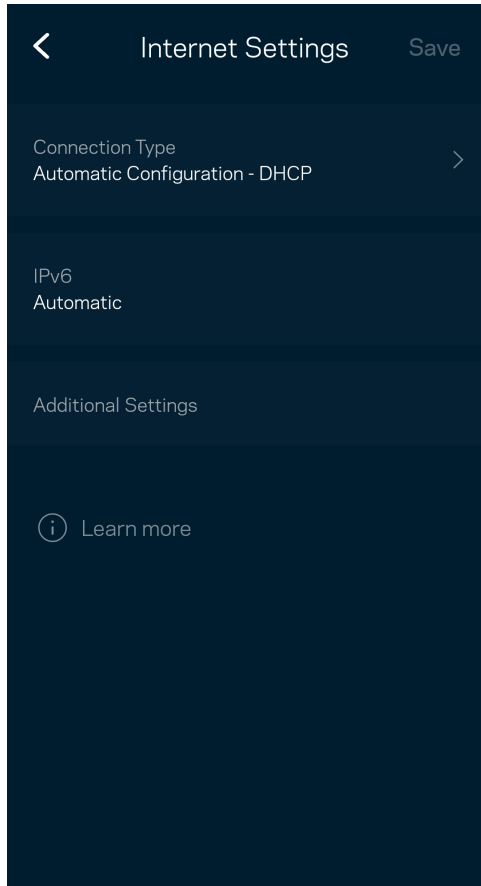 Internet Settings
Save
Connection Type
Automatic Configuration - DHCP
IPv6
Automatic
Additional Settings
Learn more